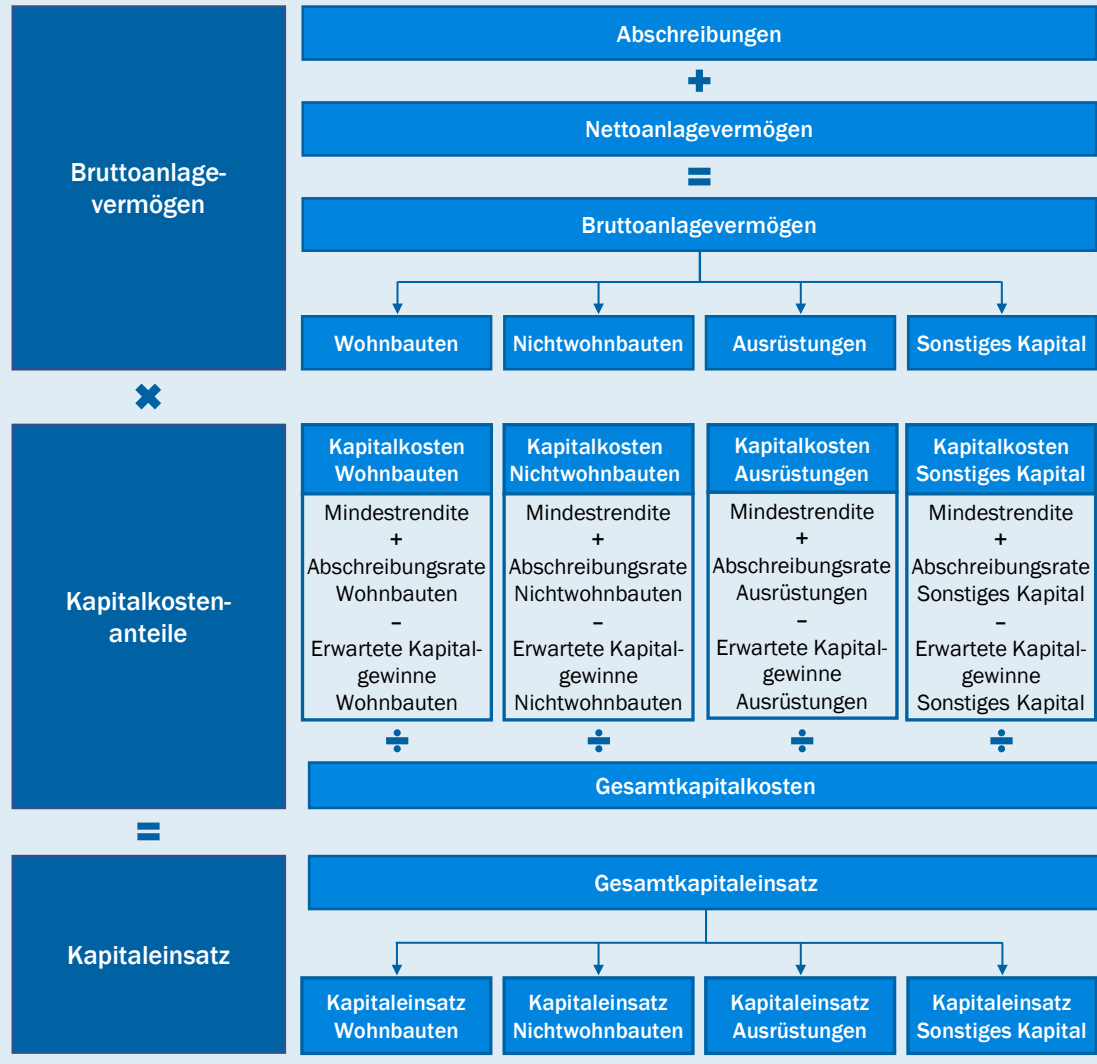 Bruttoanlage-
vermögen
Abschreibungen
+
Nettoanlagevermögen
=
Bruttoanlagevermögen
Wohnbauten
Nichtwohnbauten
Ausrüstungen
Sonstiges Kapital
×
Kapitalkosten-
anteile
Kapitalkosten
Wohnbauten
Mindestrendite
+
Abschreibungsrate
Wohnbauten
–
Erwartete Kapital-
gewinne
Wohnbauten
÷
Kapitalkosten
Nichtwohnbauten
Mindestrendite
+
Abschreibungsrate
Nichtwohnbauten
–
Erwartete Kapital-
gewinne
Nichtwohnbauten
÷
Kapitalkosten
Ausrüstungen
Mindestrendite
+
Abschreibungsrate
Ausrüstungen
–
Erwartete Kapital-
gewinne
Ausrüstungen
÷
Kapitalkosten
Sonstiges Kapital
Mindestrendite
+
Abschreibungsrate
Sonstiges Kapital
–
Erwartete Kapital-
gewinne
Sonstiges Kapital
÷
Gesamtkapitalkosten
=
Kapitaleinsatz
Gesamtkapitaleinsatz
Kapitaleinsatz
Wohnbauten
Kapitaleinsatz
Nichtwohnbauten
Kapitaleinsatz
Ausrüstungen
Kapitaleinsatz
Sonstiges Kapital